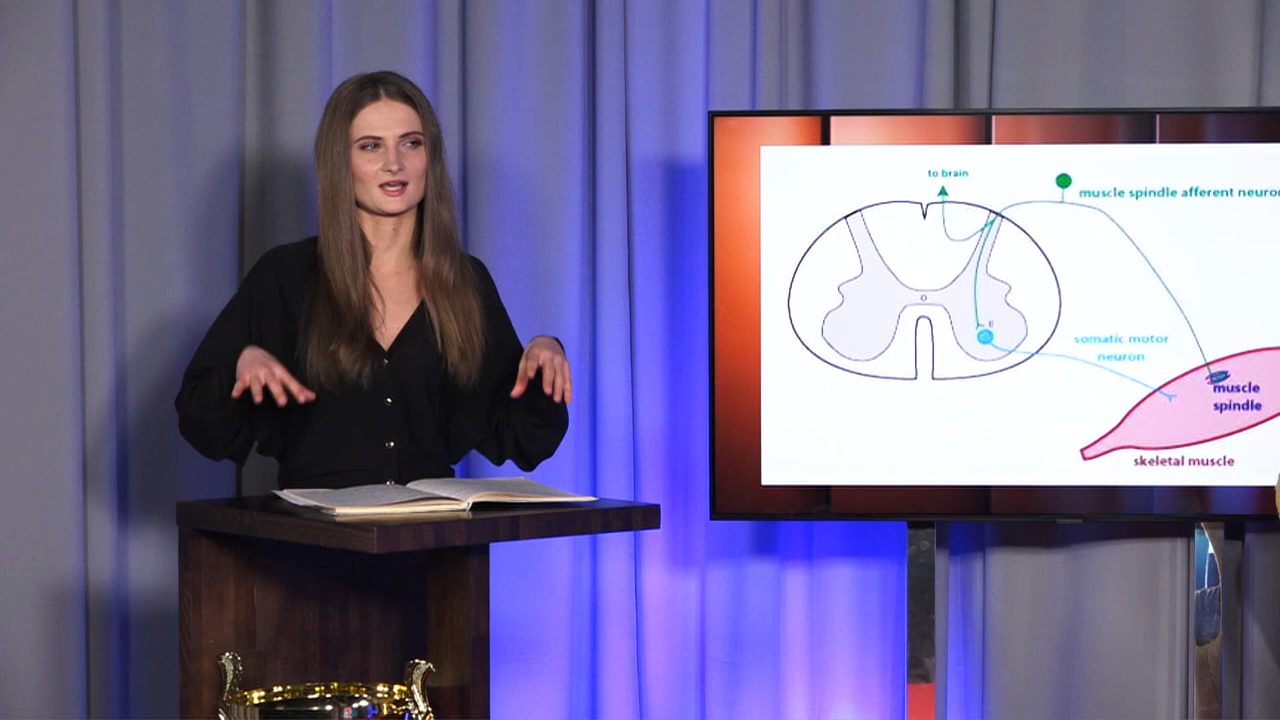 to brain
muscle spindle afferent neuro
somatic motor
neuron
muscle
spindle
skeletal muscle